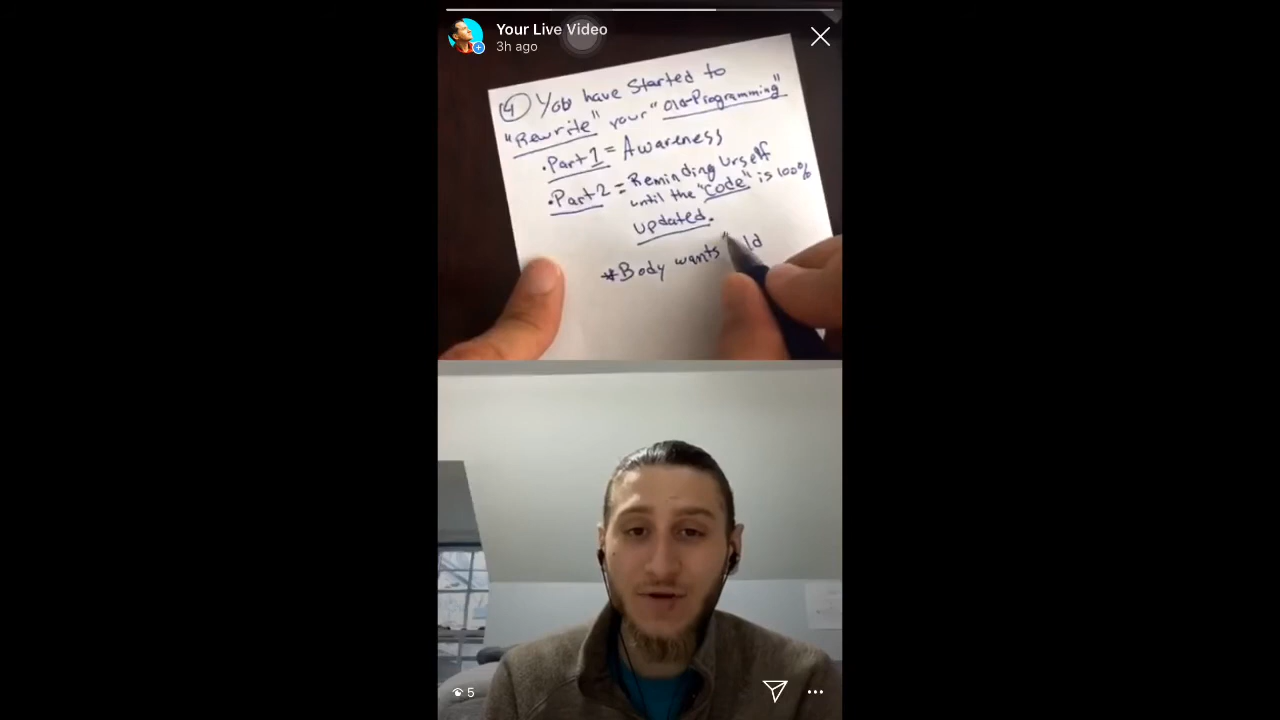 Your Live Video
3h ago
④ You have Started to
"Rewrite" your "Old-Programming"
• Part 1 = Awareness
• Part 2 = Reminding Urself
until the "code" is 100%
updated.
*Body wants "ld
5